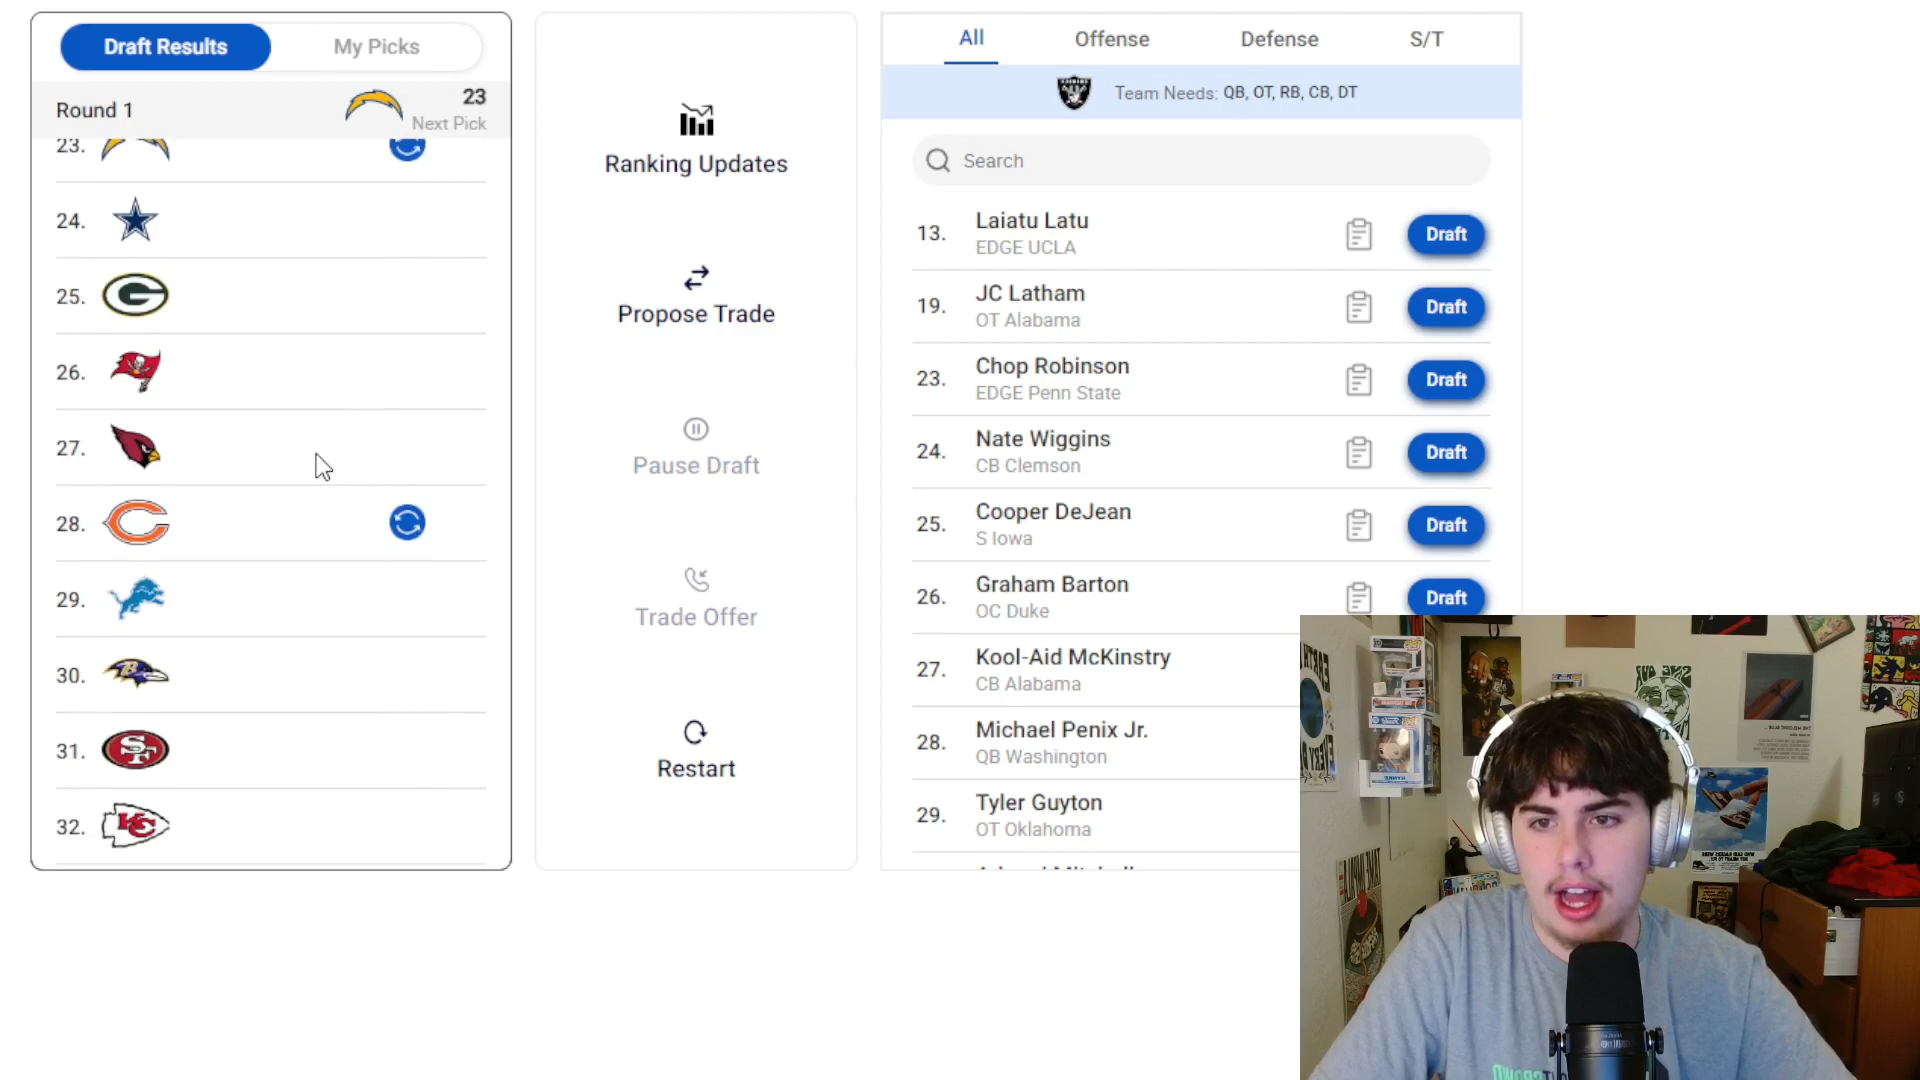 Draft Results
My Picks
Round 1
23
Next Pick
23.
24.
25.
26.
27.
28.
29.
30.
31.
32.
Ranking Updates
Propose Trade
Pause Draft
Trade Offer
Restart
All
Offense
Defense
S/T
Team Needs: QB, OT, RB, CB, DT
Search
13.
Laiatu Latu
EDGE UCLA
Draft
19.
JC Latham
OT Alabama
Draft
23.
Chop Robinson
EDGE Penn State
Draft
24.
Nate Wiggins
CB Clemson
Draft
25.
Cooper DeJean
S Iowa
Draft
26.
Graham Barton
OC Duke
Draft
27.
Kool-Aid McKinstry
CB Alabama
28.
Michael Penix Jr.
QB Washington
29.
Tyler Guyton
OT Oklahoma